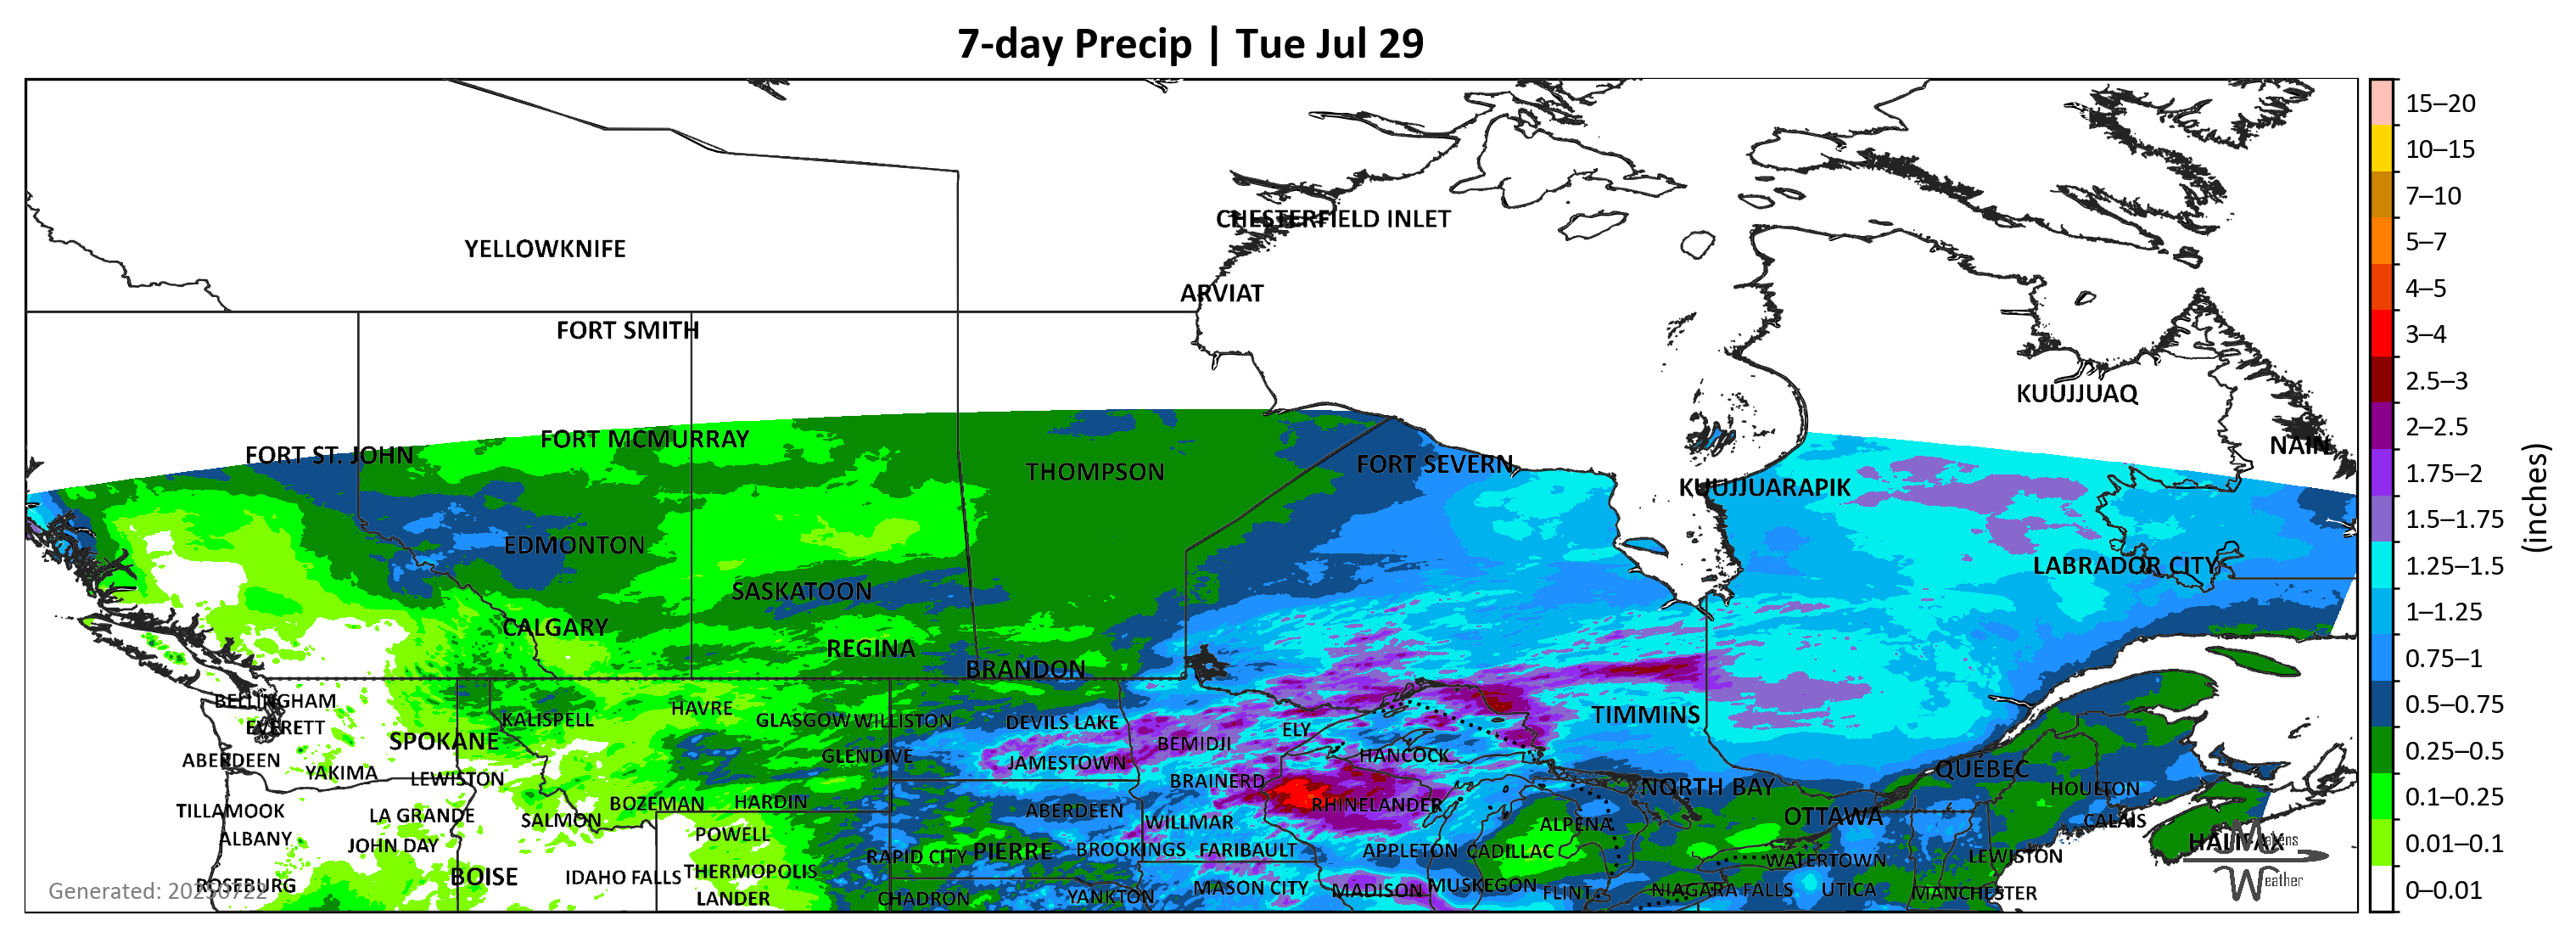 7-day Precip | Tue Jul 29
CHESTERFIELD INLET
YELLOWKNIFE
ARVIAT
FORT SMITH
KUUJJUAQ
FORT MCMURRAY
NAIN
FORT ST. JOHN
FORT SEVERN
THOMPSON
KUUJJUARAPIK
EDMONTON
LABRADOR CITY
SASKATOON
CALGARY
REGINA
BRANDON
BELLINGHAM
HAVRE
KALISPELL
GLASGOW WILLISTON
DEVILS LAKE
TIMMINS
EVERETT
ELY
SPOKANE
BEMIDJI
GLENDIVE
HANCOCK
ABERDEEN
JAMESTOWN
QUÉBEC
YAKIMA
LEWISTON
BRAINERD
NORTH BAY
HOULTON
BOZEMAN
HARDIN
RHINELANDER
TILLAMOOK
LA GRANDE
SALMON
ABERDEEN
WILLMAR
ALPENA
OTTAWA
CALAIS
ALBANY
JOHN DAY
POWELL
HALIFAX
RAPID CITY
PIERRE
BROOKINGS
FARIBAULT
APPLETON
CADILLAC
WATERTOWN
LEWISTON
ROSEBURG
BOISE
IDAHO FALLS
THERMOPOLIS
LANDER
CHADRON
YANKTON
MASON CITY
MADISON
MUSKEGON
FLINT
NIAGARA FALLS
UTICA
MANCHESTER
Generated: 20250722
Weather
15–20
10–15
7–10
5–7
4–5
3–4
2.5–3
2–2.5
1.75–2
1.5–1.75
1.25–1.5
1–1.25
0.75–1
0.5–0.75
0.25–0.5
0.1–0.25
0.01–0.1
0–0.01
(inches)